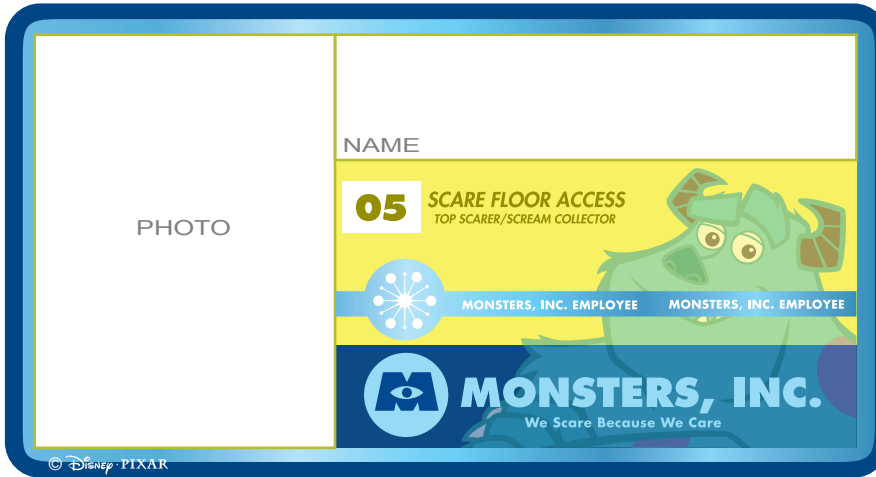 NAME
PHOTO
05
SCARE FLOOR ACCESS
TOP SCARER/SCREAM COLLECTOR
MONSTERS, INC. EMPLOYEE MONSTERS, INC. EMPLOYEE
M MONSTERS, INC.
We Scare Because We Care
© Disney · PIXAR